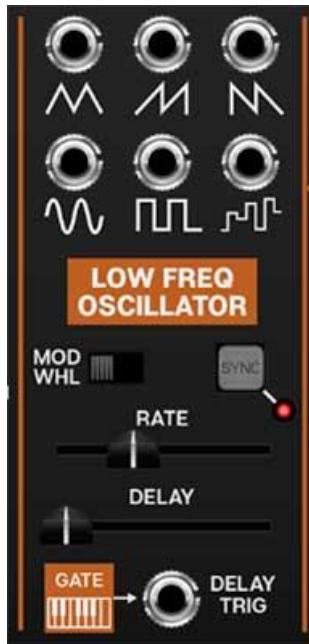 LOW FREQ
OSCILLATOR
MOD
WHL
SYNC
RATE
DELAY
GATE
DELAY
TRIG